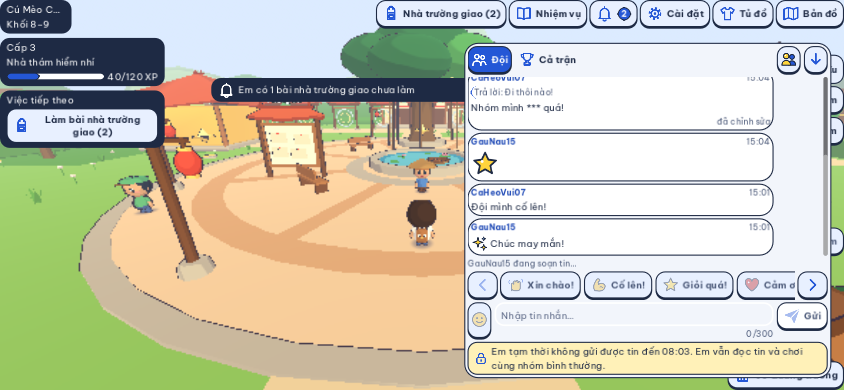 Cú Mèo C...
Khối 8-9
Nhà trường giao (2)
Nhiệm vụ
2
Cài đặt
Tủ đồ
Bản đồ
Cấp 3
Nhà thám hiểm nhí
40/120 XP
Việc tiếp theo
Làm bài nhà trường
giao (2)
Em có 1 bài nhà trường giao chưa làm
Đội
Cả trận
CaHeoVui07 15:04
(Trả lời: Đi thôi nào!
Nhóm mình *** quá!
đã chỉnh sửa
GauNau15 15:04
CaHeoVui07 15:01
Đội mình cố lên!
GauNau15 15:01
Chúc may mắn!
GauNau15 đang soạn tin...
Xin chào!
Cố lên!
Giỏi quá!
Cảm ơ
Nhập tin nhắn...
Gửi
0/300
Em tạm thời không gửi được tin đến 08:03. Em vẫn đọc tin và chơi
cùng nhóm bình thường.